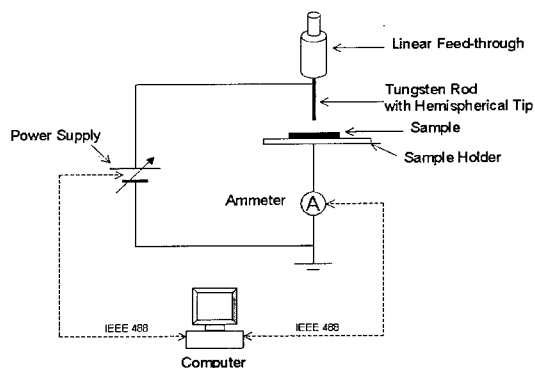 Linear Feed-through
Tungsten Rod
with Hemispherical Tip
Sample
Power Supply
Sample Holder
Ammeter
A
IEEE 488
IEEE 488
Computer